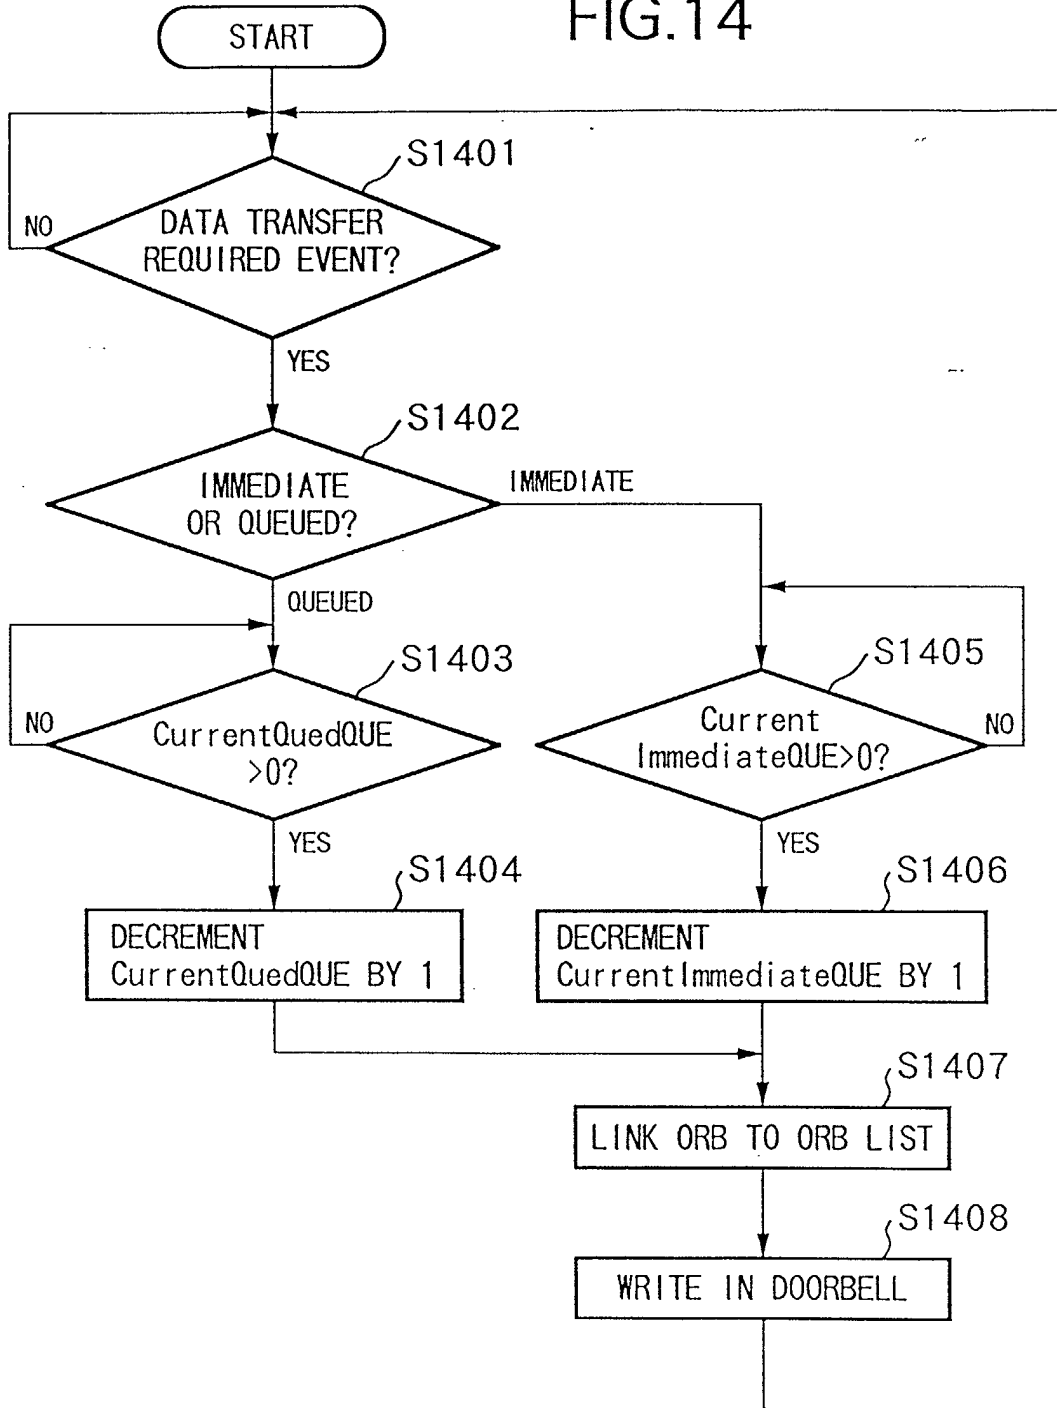 FIG.14
START
S1401
DATA TRANSFER
REQUIRED EVENT?
NO
YES
S1402
IMMEDIATE
OR QUEUED?
IMMEDIATE
QUEUED
S1403
CurrentQuedQUE
>0?
NO
YES
S1405
Current
ImmediateQUE>0?
NO
YES
S1404
DECREMENT
CurrentQuedQUE BY 1
S1406
DECREMENT
CurrentImmediateQUE BY 1
S1407
LINK ORB TO ORB LIST
S1408
WRITE IN DOORBELL